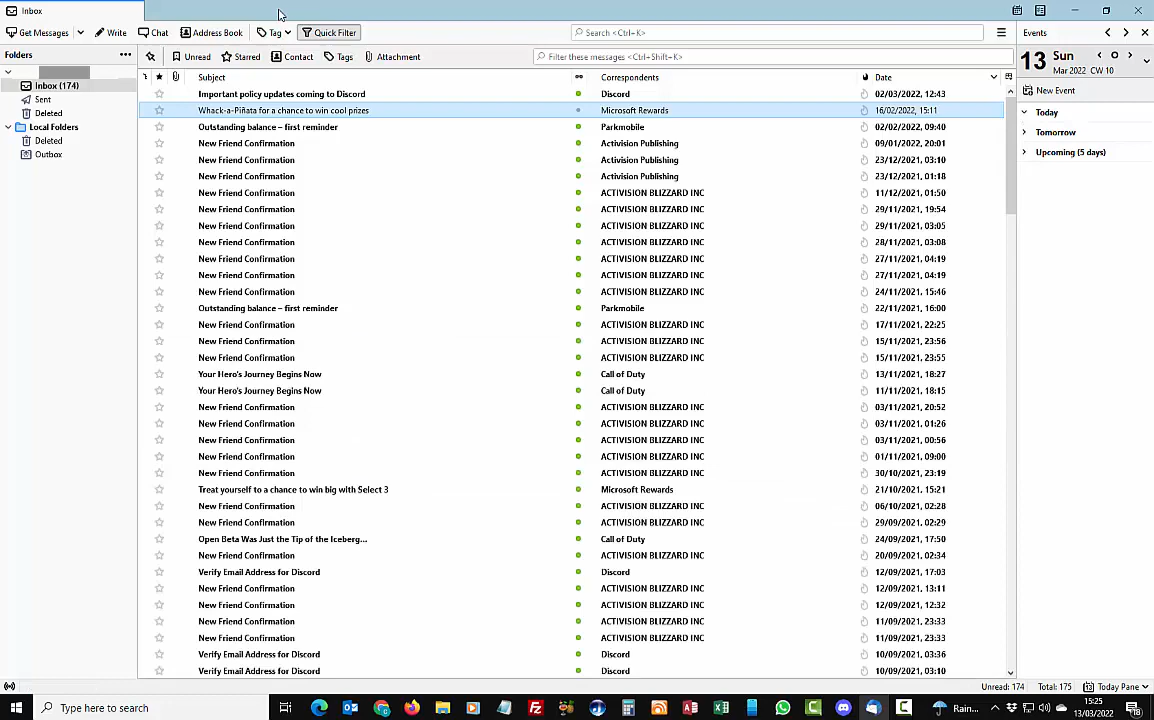 Inbox
Get Messages Write Chat Address Book Tag Quick Filter Search <Ctrl+K>
Events
Folders
Unread Starred Contact Tags Attachment Filter these messages <Ctrl+Shift+K>
13 Sun
Mar 2022 CW 10
Subject Correspondents Date
New Event
Inbox (174)
Sent
Deleted
Local Folders
Deleted
Outbox
Important policy updates coming to Discord Discord 02/03/2022, 12:43
Whack-a-Piñata for a chance to win cool prizes Microsoft Rewards 16/02/2022, 15:11
Outstanding balance – first reminder Parkmobile 02/02/2022, 09:40
New Friend Confirmation Activision Publishing 09/01/2022, 20:01
New Friend Confirmation Activision Publishing 23/12/2021, 03:10
New Friend Confirmation Activision Publishing 23/12/2021, 01:18
New Friend Confirmation ACTIVISION BLIZZARD INC 11/12/2021, 01:50
New Friend Confirmation ACTIVISION BLIZZARD INC 29/11/2021, 19:54
New Friend Confirmation ACTIVISION BLIZZARD INC 29/11/2021, 03:05
New Friend Confirmation ACTIVISION BLIZZARD INC 28/11/2021, 03:08
New Friend Confirmation ACTIVISION BLIZZARD INC 27/11/2021, 04:19
New Friend Confirmation ACTIVISION BLIZZARD INC 27/11/2021, 04:19
New Friend Confirmation ACTIVISION BLIZZARD INC 24/11/2021, 15:46
Outstanding balance – first reminder Parkmobile 22/11/2021, 16:00
New Friend Confirmation ACTIVISION BLIZZARD INC 17/11/2021, 22:25
New Friend Confirmation ACTIVISION BLIZZARD INC 15/11/2021, 23:56
New Friend Confirmation ACTIVISION BLIZZARD INC 15/11/2021, 23:55
Your Hero's Journey Begins Now Call of Duty 13/11/2021, 18:27
Your Hero's Journey Begins Now Call of Duty 11/11/2021, 18:15
New Friend Confirmation ACTIVISION BLIZZARD INC 03/11/2021, 20:52
New Friend Confirmation ACTIVISION BLIZZARD INC 03/11/2021, 01:26
New Friend Confirmation ACTIVISION BLIZZARD INC 03/11/2021, 00:56
New Friend Confirmation ACTIVISION BLIZZARD INC 01/11/2021, 09:00
New Friend Confirmation ACTIVISION BLIZZARD INC 30/10/2021, 23:19
Treat yourself to a chance to win big with Select 3 Microsoft Rewards 21/10/2021, 15:21
New Friend Confirmation ACTIVISION BLIZZARD INC 06/10/2021, 02:28
New Friend Confirmation ACTIVISION BLIZZARD INC 29/09/2021, 02:29
Open Beta Was Just the Tip of the Iceberg... Call of Duty 24/09/2021, 17:50
New Friend Confirmation ACTIVISION BLIZZARD INC 20/09/2021, 02:34
Verify Email Address for Discord Discord 12/09/2021, 17:03
New Friend Confirmation ACTIVISION BLIZZARD INC 12/09/2021, 13:11
New Friend Confirmation ACTIVISION BLIZZARD INC 12/09/2021, 12:32
New Friend Confirmation ACTIVISION BLIZZARD INC 11/09/2021, 23:33
New Friend Confirmation ACTIVISION BLIZZARD INC 11/09/2021, 23:33
Verify Email Address for Discord Discord 10/09/2021, 03:36
Verify Email Address for Discord Discord 10/09/2021, 03:10
Today
Tomorrow
Upcoming (5 days)
Unread: 174 Total: 175 Today Pane
Type here to search
Rain...
15:25
13/03/2022
18